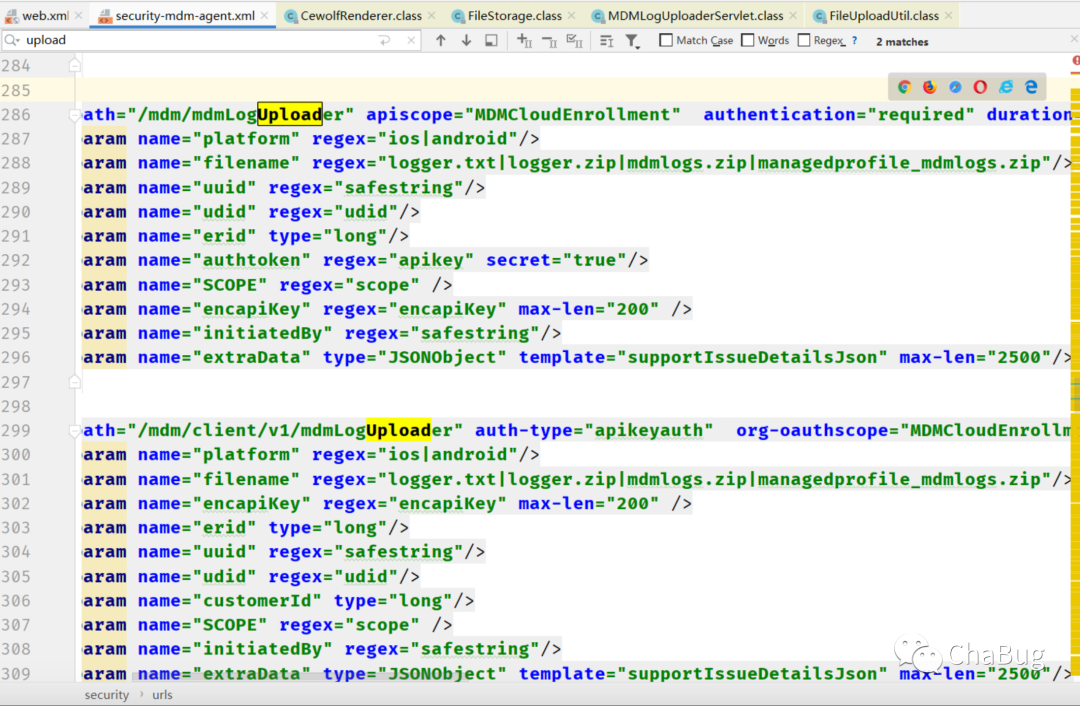 web.xml security-mdm-agent.xml CewolfRenderer.class FileStorage.class MDMLogUploaderServlet.class FileUploadUtil.class
upload Match Case Words Regex ? 2 matches
284
285
286 ath="/mdm/mdmLogUploader" apiscope="MDMCloudEnrollment" authentication="required" duration
287 aram name="platform" regex="ios|android"/>
288 aram name="filename" regex="logger.txt|logger.zip|mdmlogs.zip|managedprofile_mdmlogs.zip"/>
289 aram name="uuid" regex="safestring"/>
290 aram name="udid" regex="udid"/>
291 aram name="erid" type="long"/>
292 aram name="authtoken" regex="apikey" secret="true"/>
293 aram name="SCOPE" regex="scope" />
294 aram name="encapiKey" regex="encapiKey" max-len="200" />
295 aram name="initiatedBy" regex="safestring"/>
296 aram name="extraData" type="JSONObject" template="supportIssueDetailsJson" max-len="2500"/>
297
298
299 ath="/mdm/client/v1/mdmLogUploader" auth-type="apikeyauth" org-oauthscope="MDMCloudEnrollm
300 aram name="platform" regex="ios|android"/>
301 aram name="filename" regex="logger.txt|logger.zip|mdmlogs.zip|managedprofile_mdmlogs.zip"/>
302 aram name="encapiKey" regex="encapiKey" max-len="200" />
303 aram name="erid" type="long"/>
304 aram name="uuid" regex="safestring"/>
305 aram name="udid" regex="udid"/>
306 aram name="customerId" type="long"/>
307 aram name="SCOPE" regex="scope" />
308 aram name="initiatedBy" regex="safestring"/>
309 aram name="extraData" type="JSONObject" template="supportIssueDetailsJson" max-len="2500"/>
ChaBug
security › urls